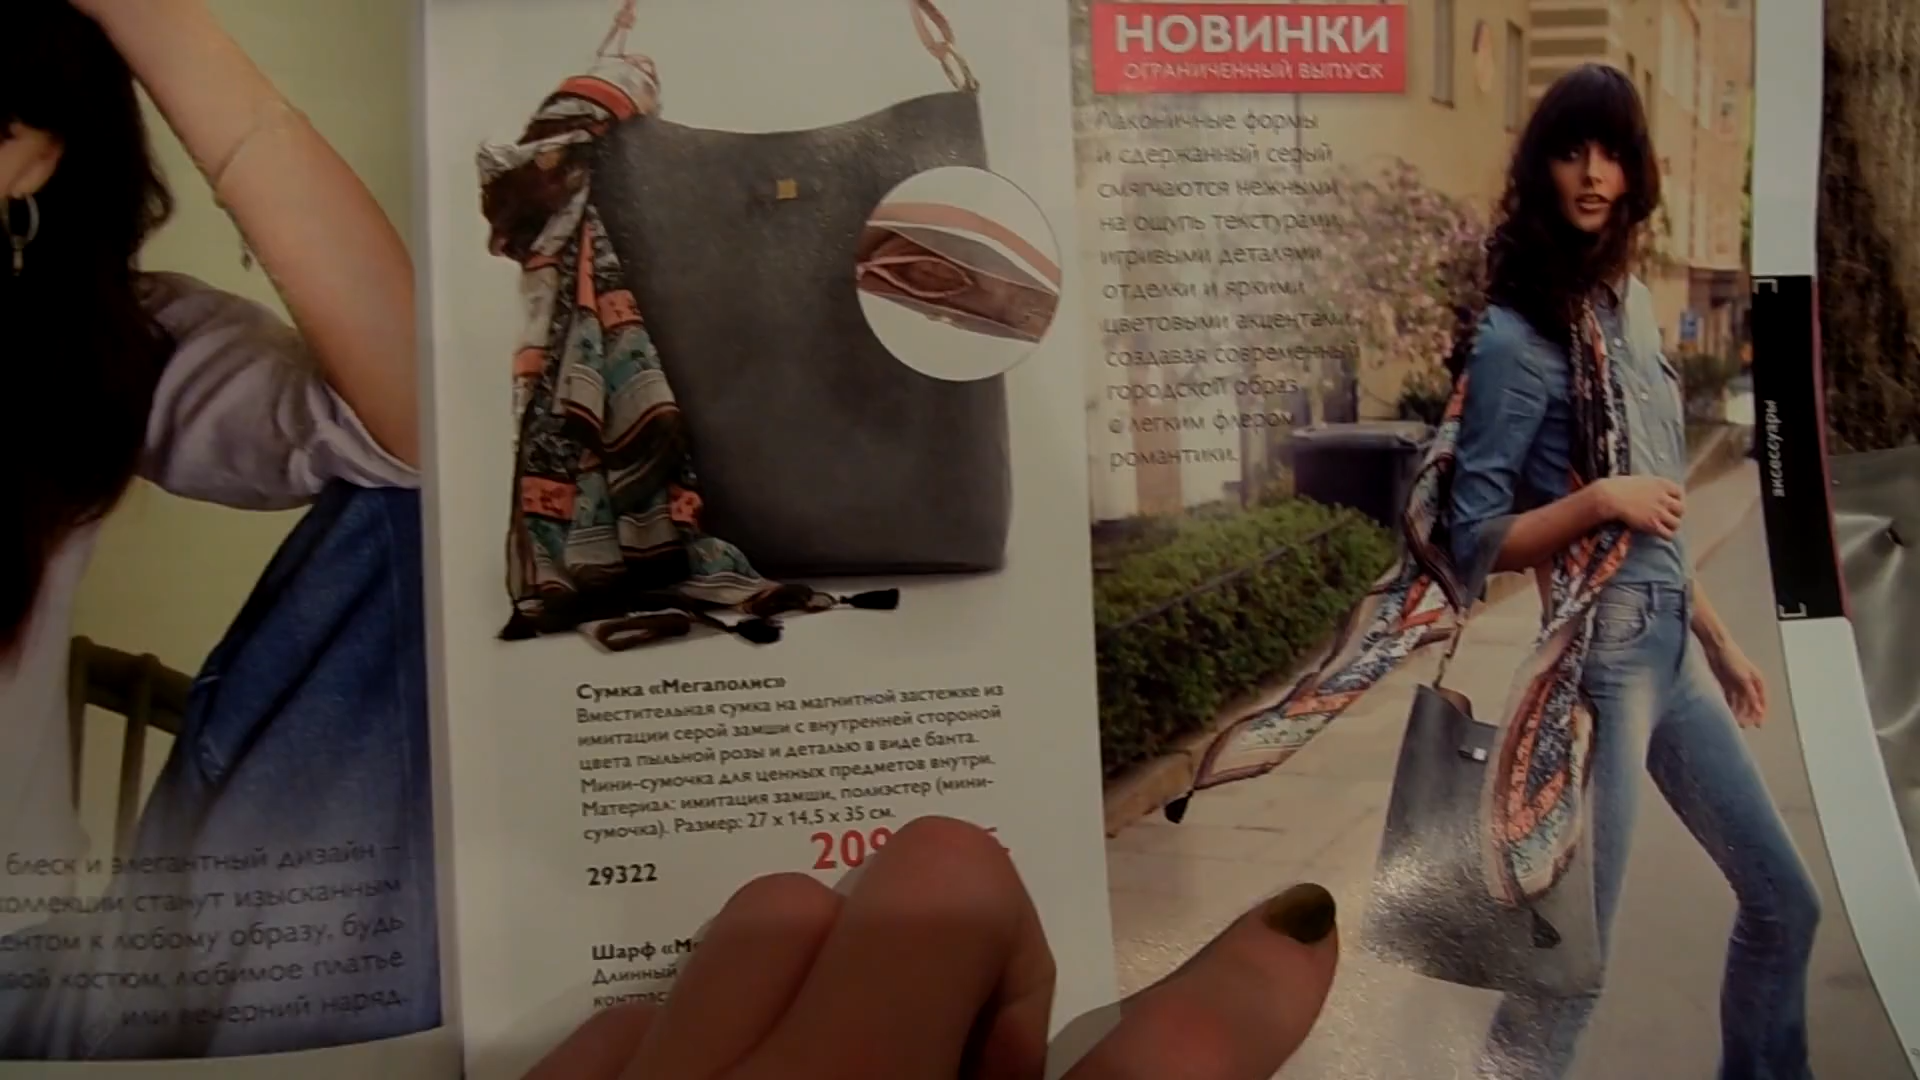 блеск и элегантный дизайн –
коллекции станут изысканным
к любому образу, будь
костюм, любимое платье
или вечерний наряд.
Сумка «Мегаполис»
Вместительная сумка на магнитной застежке из
имитации серой замши с внутренней стороной
цвета пыльной розы и деталью в виде банта.
Мини-сумочка для ценных предметов внутри.
Материал: имитация замши, полиэстер (мини-
сумочка). Размер: 27 x 14,5 x 35 см.
29322
Шарф
Длинный
НОВИНКИ
ОГРАНИЧЕННЫЙ ВЫПУСК
Лаконичные формы
и сдержанный серый
смягчаются нежными
на ощупь текстурами,
игривыми деталями
отделки и яркими
цветовыми акцентами,
создавая современный
городской образ
с легким флером
романтики.
аксессуары